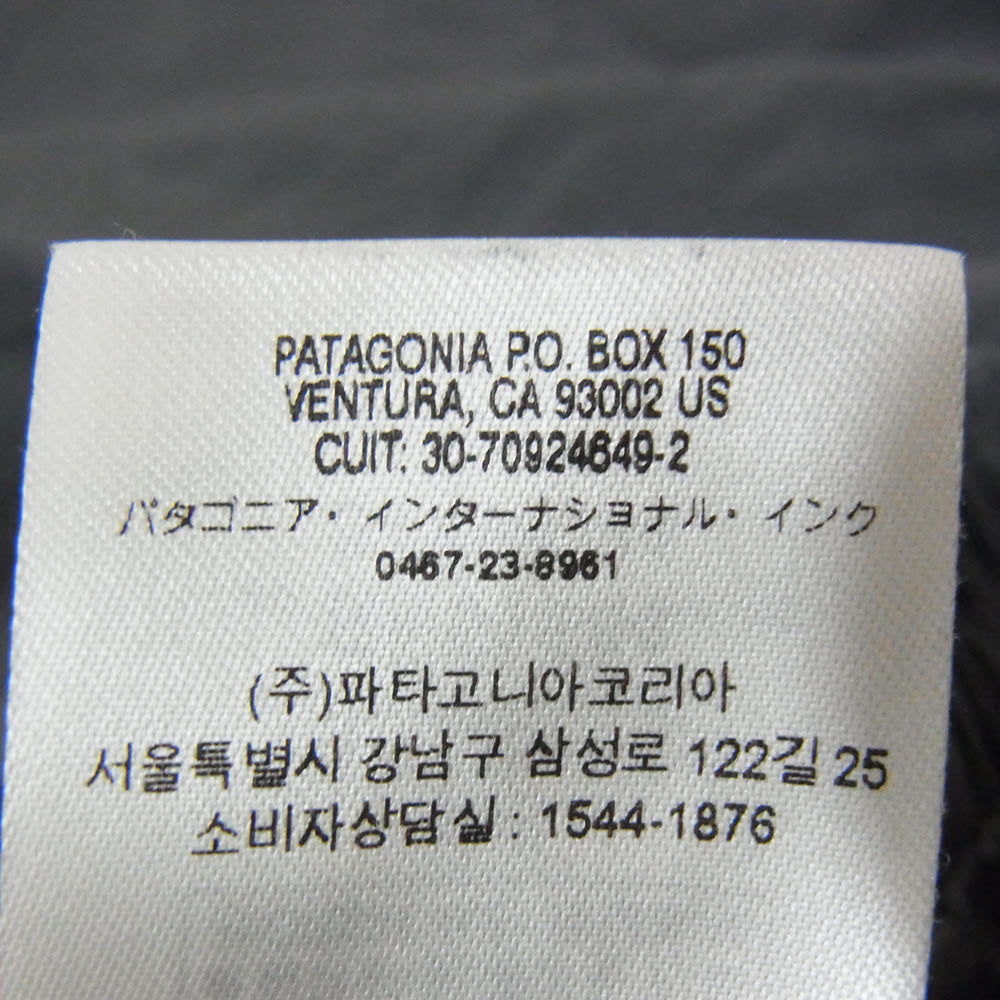 PATAGONIA P.O. BOX 150
VENTURA, CA 93002 US
CUIT: 30-70924649-2
パタゴニア・インターナショナル・インク
0467-23-8961
(주)파타고니아코리아
서울특별시 강남구 삼성로 122길 25
소비자상담실 : 1544-1876